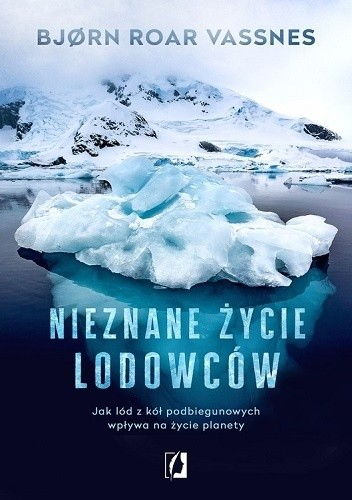 BJØRN ROAR VASSNES
NIEZNANE ŻYCIE
LODOWCÓW
Jak lód z kół podbiegunowych
wpływa na życie planety